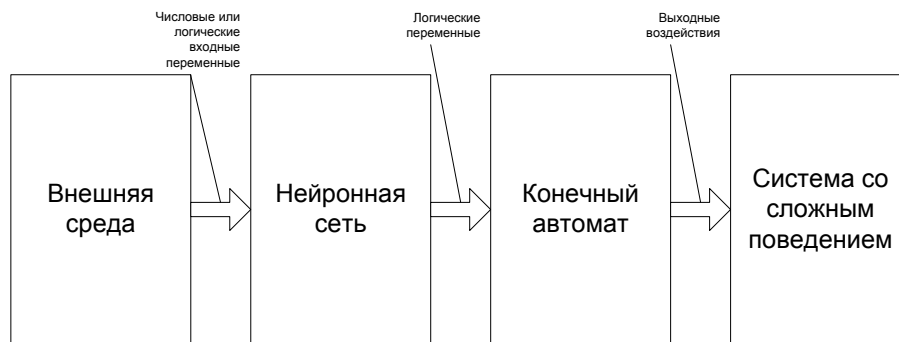 Числовые или
логические
входные
переменные
Логические
переменные
Выходные
воздействия
Внешняя
среда
Нейронная
сеть
Конечный
автомат
Система со
сложным
поведением